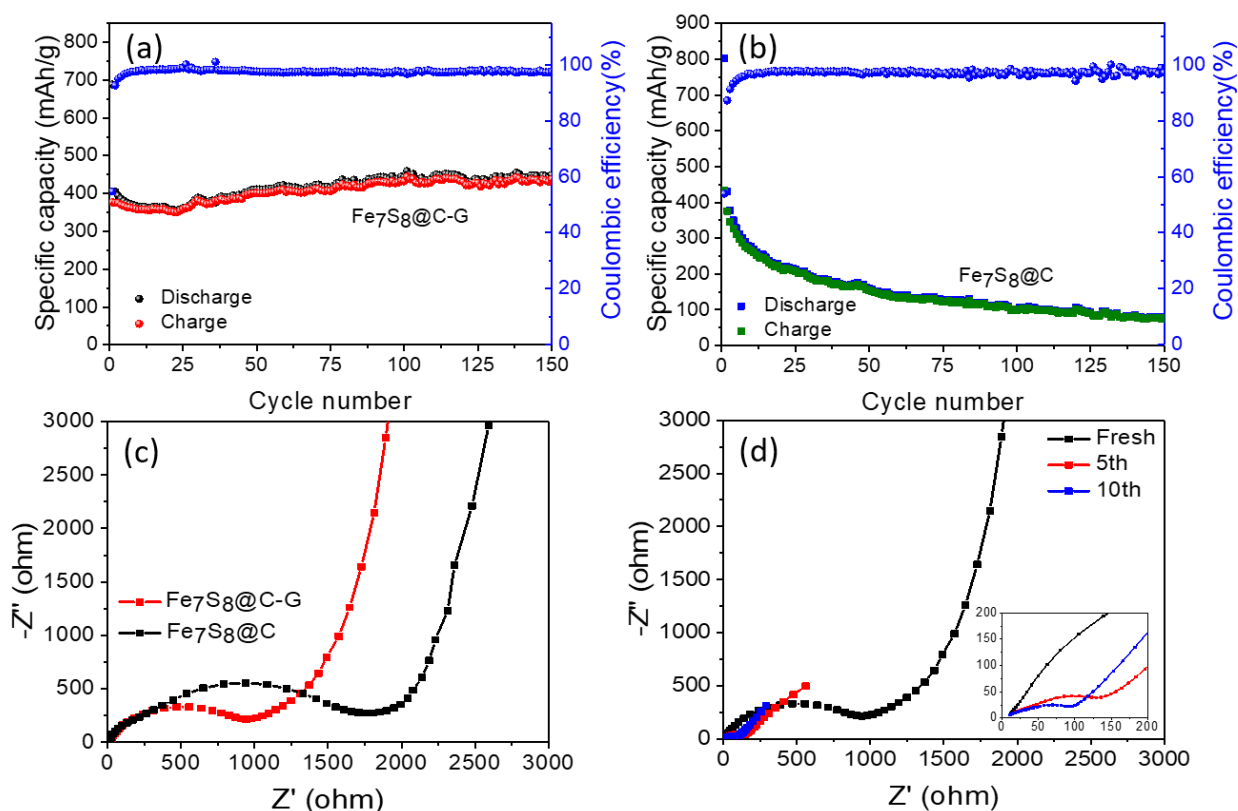 (a)
Specific capacity (mAh/g)
800
700
600
500
400
300
200
100
0
100
80
60
40
20
0
Coulombic efficiency(%)
Fe7S8@C-G
Discharge
Charge
0 25 50 75 100 125 150
Cycle number
(b)
Specific capacity (mAh/g)
900
800
700
600
500
400
300
200
100
0
100
80
60
40
20
0
Coulombic efficiency(%)
Fe7S8@C
Discharge
Charge
0 25 50 75 100 125 150
Cycle number
(c)
-Z" (ohm)
3000
2500
2000
1500
1000
500
0
Fe7S8@C-G
Fe7S8@C
0 500 1000 1500 2000 2500 3000
Z' (ohm)
(d)
-Z" (ohm)
3000
2500
2000
1500
1000
500
0
Fresh
5th
10th
200
150
100
50
0
0 50 100 150 200
0 500 1000 1500 2000 2500 3000
Z' (ohm)